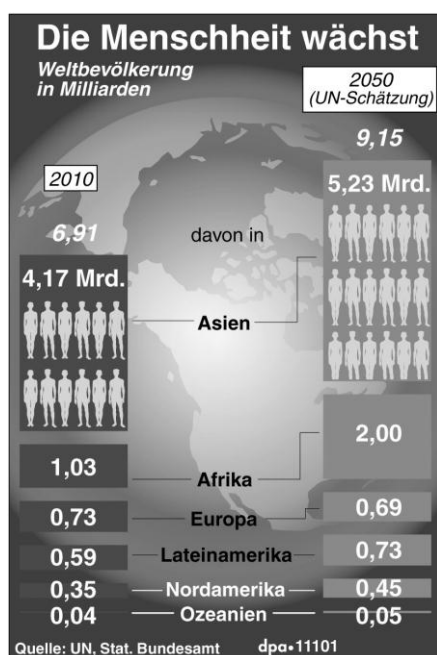 Die Menschheit wächst
Weltbevölkerung
in Milliarden
2050
(UN-Schätzung)
9,15
2010
6,91
davon in
5,23 Mrd.
4,17 Mrd.
Asien
2,00
1,03
Afrika
0,73
Europa
0,69
0,59
Lateinamerika
0,73
0,35
Nordamerika
0,45
0,04
Ozeanien
0,05
Quelle: UN, Stat. Bundesamt
dpa•11101